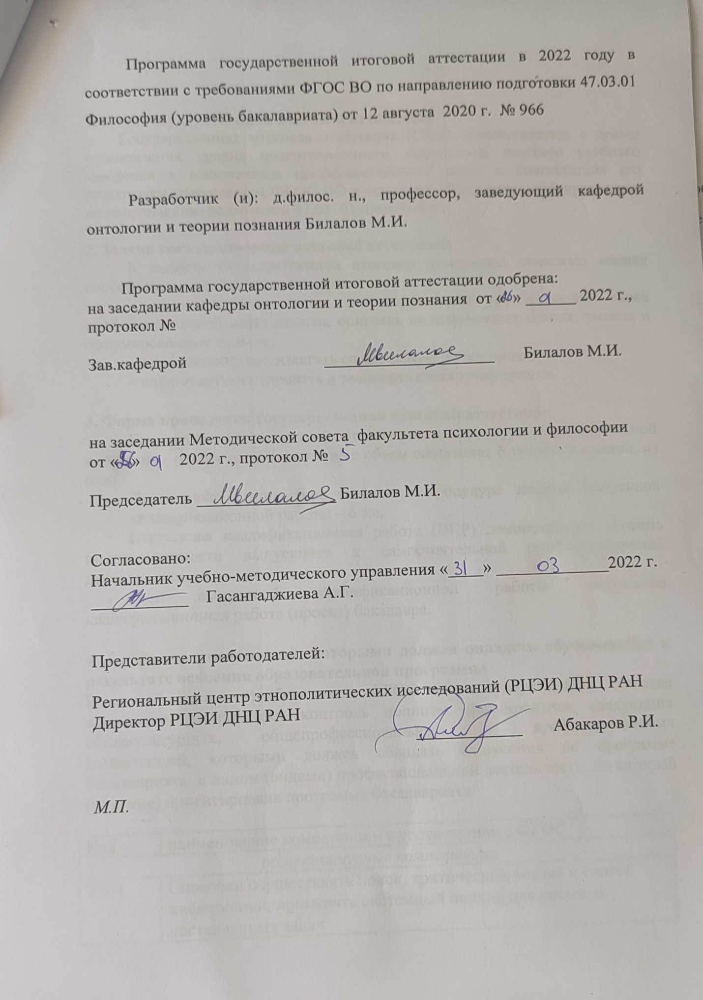 Программа государственной итоговой аттестации в 2022 году в
соответствии с требованиями ФГОС ВО по направлению подготовки 47.03.01
Философия (уровень бакалавриата) от 12 августа 2020 г. № 966
Разработчик (и): д.филос. н., профессор, заведующий кафедрой
онтологии и теории познания Билалов М.И.
Программа государственной итоговой аттестации одобрена:
на заседании кафедры онтологии и теории познания от «26» 01 2022 г.,
протокол №
Зав.кафедрой Мбилалов Билалов М.И.
на заседании Методической совета факультета психологии и философии
от «26» 01 2022 г., протокол № 5
Председатель Мбилалов Билалов М.И.
Согласовано:
Начальник учебно-методического управления «31» 03 2022 г.
Гасангаджиева А.Г.
Представители работодателей:
Региональный центр этнополитических исследований (РЦЭИ) ДНЦ РАН
Директор РЦЭИ ДНЦ РАН
Абакаров Р.И.
М.П.